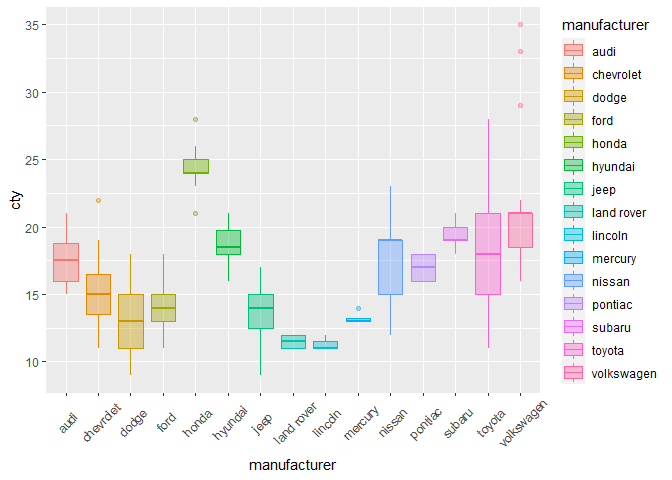 35
30
25
20
15
10
cty
audi
chevrolet
dodge
ford
honda
hyundai
jeep
land rover
lincoln
mercury
nissan
pontiac
subaru
toyota
volkswagen
manufacturer
manufacturer
audi
chevrolet
dodge
ford
honda
hyundai
jeep
land rover
lincoln
mercury
nissan
pontiac
subaru
toyota
volkswagen